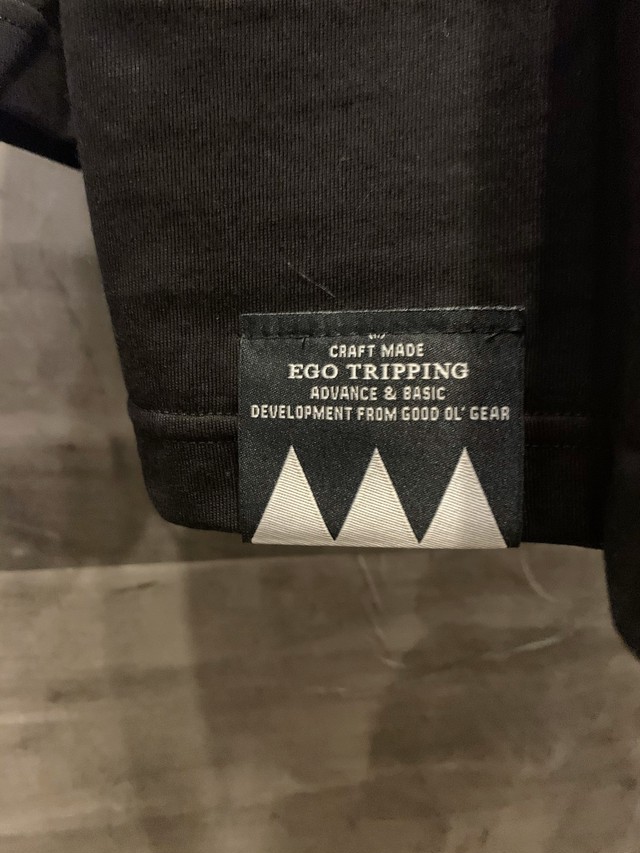 CRAFT MADE
EGO TRIPPING
ADVANCE & BASIC
DEVELOPMENT FROM GOOD OL' GEAR